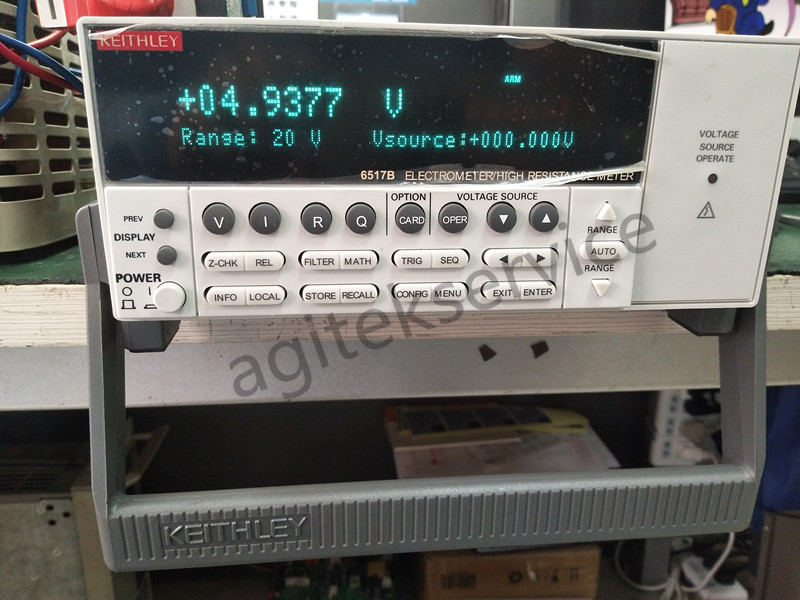 KEITHLEY
ARM
+04.9377 V
Range: 20 V Vsource:+000.000V
6517B ELECTROMETER/HIGH RESISTANCE METER
VOLTAGE
SOURCE
OPERATE
OPTION VOLTAGE SOURCE
PREV
DISPLAY
NEXT
POWER
V I R Q CARD OPER
RANGE
AUTO
RANGE
Z-CHK REL FILTER MATH TRIG SEQ
INFO LOCAL STORE RECALL CONFIG MENU EXIT ENTER
agitekservice
KEITHLEY